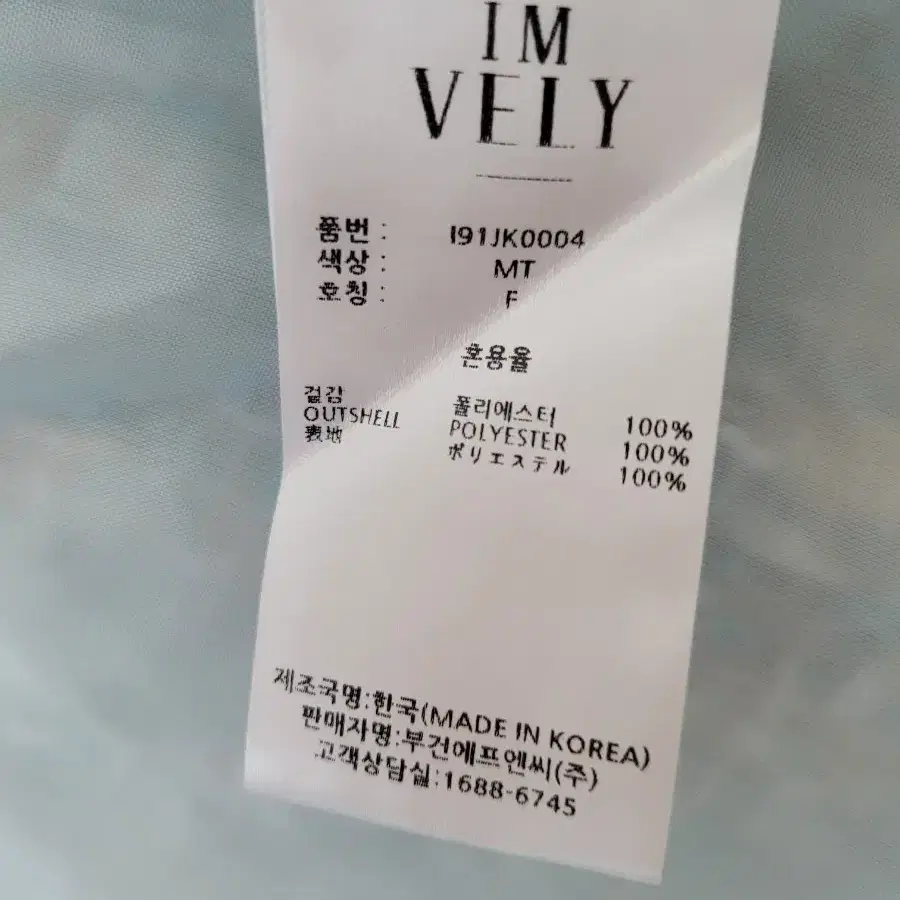 IM
VELY
품번 : I91JK0004
색상 : MT
호칭 : F
혼용율
겉감 폴리에스터 100%
OUTSHELL POLYESTER 100%
表地 ポリエステル 100%
제조국명:한국(MADE IN KOREA)
판매자명:부건에프엔씨(주)
고객상담실:1688-6745